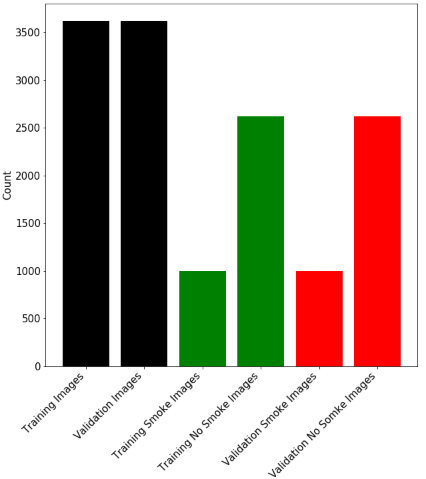 3500
3000
2500
2000
1500
1000
500
0
Count
Training Images
Validation Images
Training Smoke Images
Training No Smoke Images
Validation Smoke Images
Validation No Somke Images